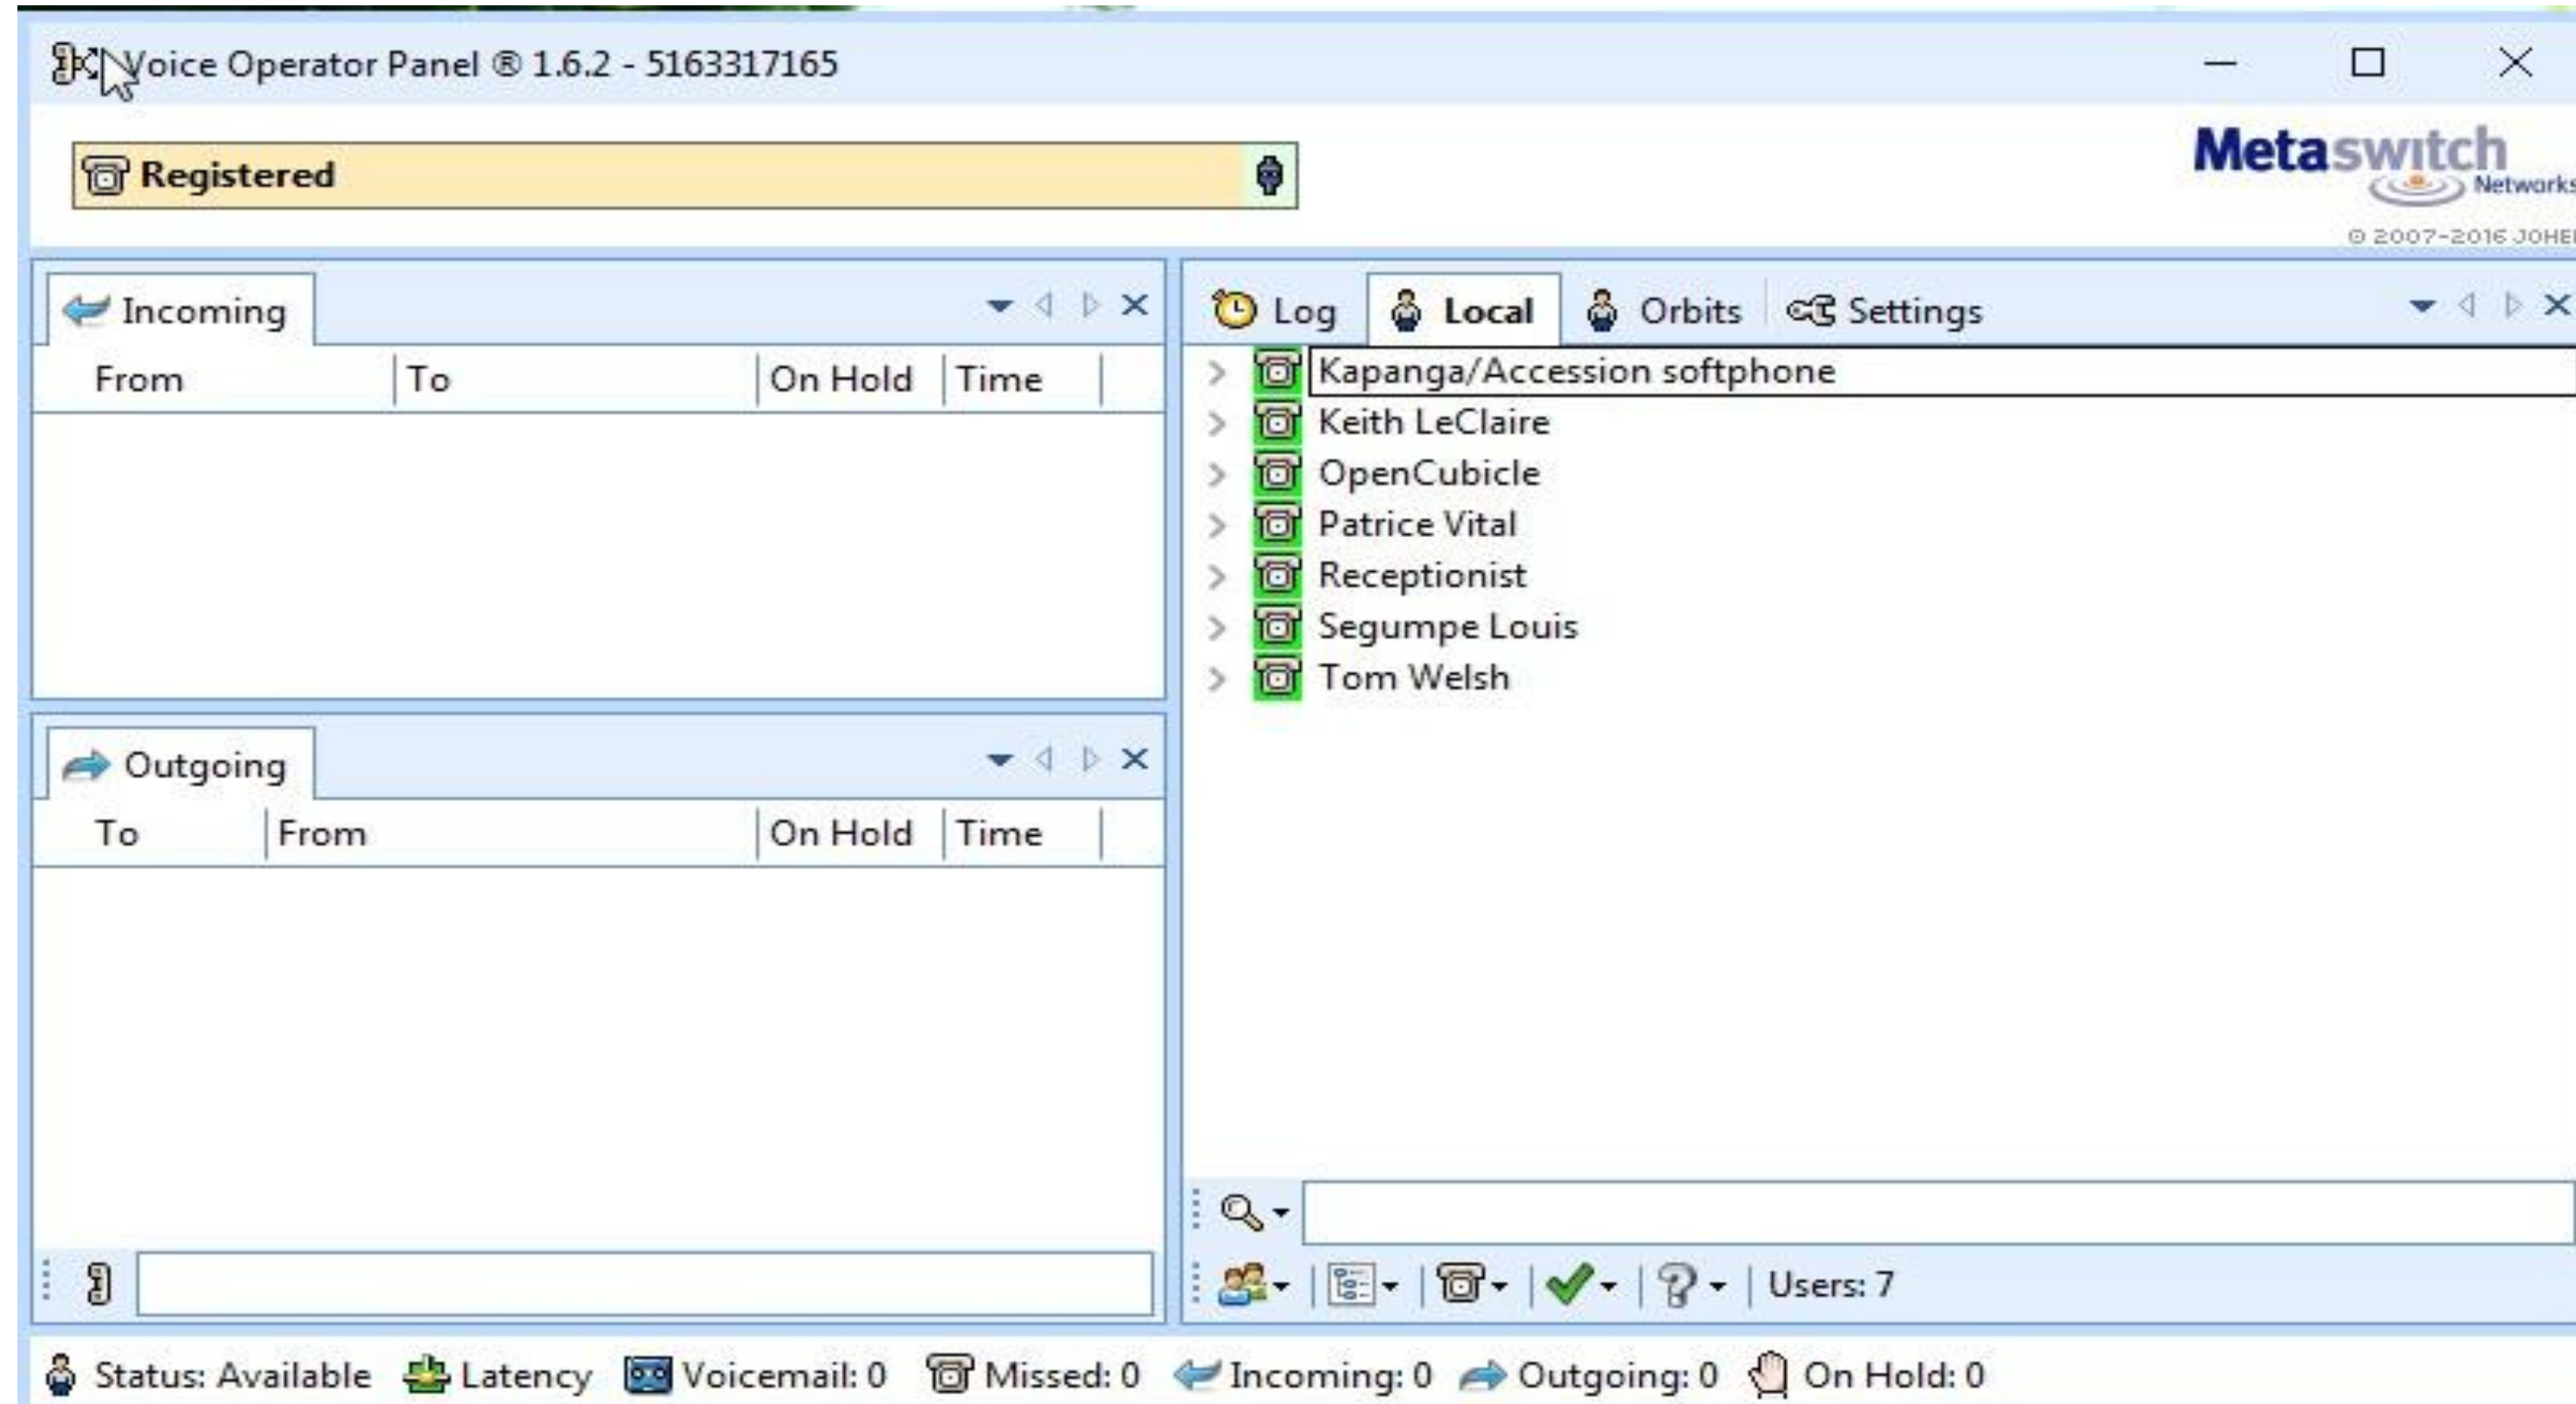 Voice Operator Panel ® 1.6.2 - 5163317165
Registered
Metaswitch
Networks
© 2007-2016
Incoming
From To On Hold Time
Outgoing
To From On Hold Time
Log Local Orbits Settings
Kapanga/Accession softphone
Keith LeClaire
OpenCubicle
Patrice Vital
Receptionist
Segumpe Louis
Tom Welsh
Users: 7
Status: Available Latency Voicemail: 0 Missed: 0 Incoming: 0 Outgoing: 0 On Hold: 0